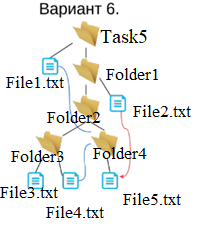 Вариант 6.
Task5
File1.txt
Folder1
File2.txt
Folder2
Folder3
Folder4
File3.txt
File4.txt
File5.txt